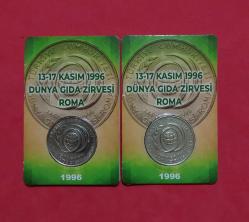 13-17 KASIM 1996
DÜNYA GIDA ZİRVESİ
ROMA
1996
13-17 KASIM 1996
DÜNYA GIDA ZİRVESİ
ROMA
1996